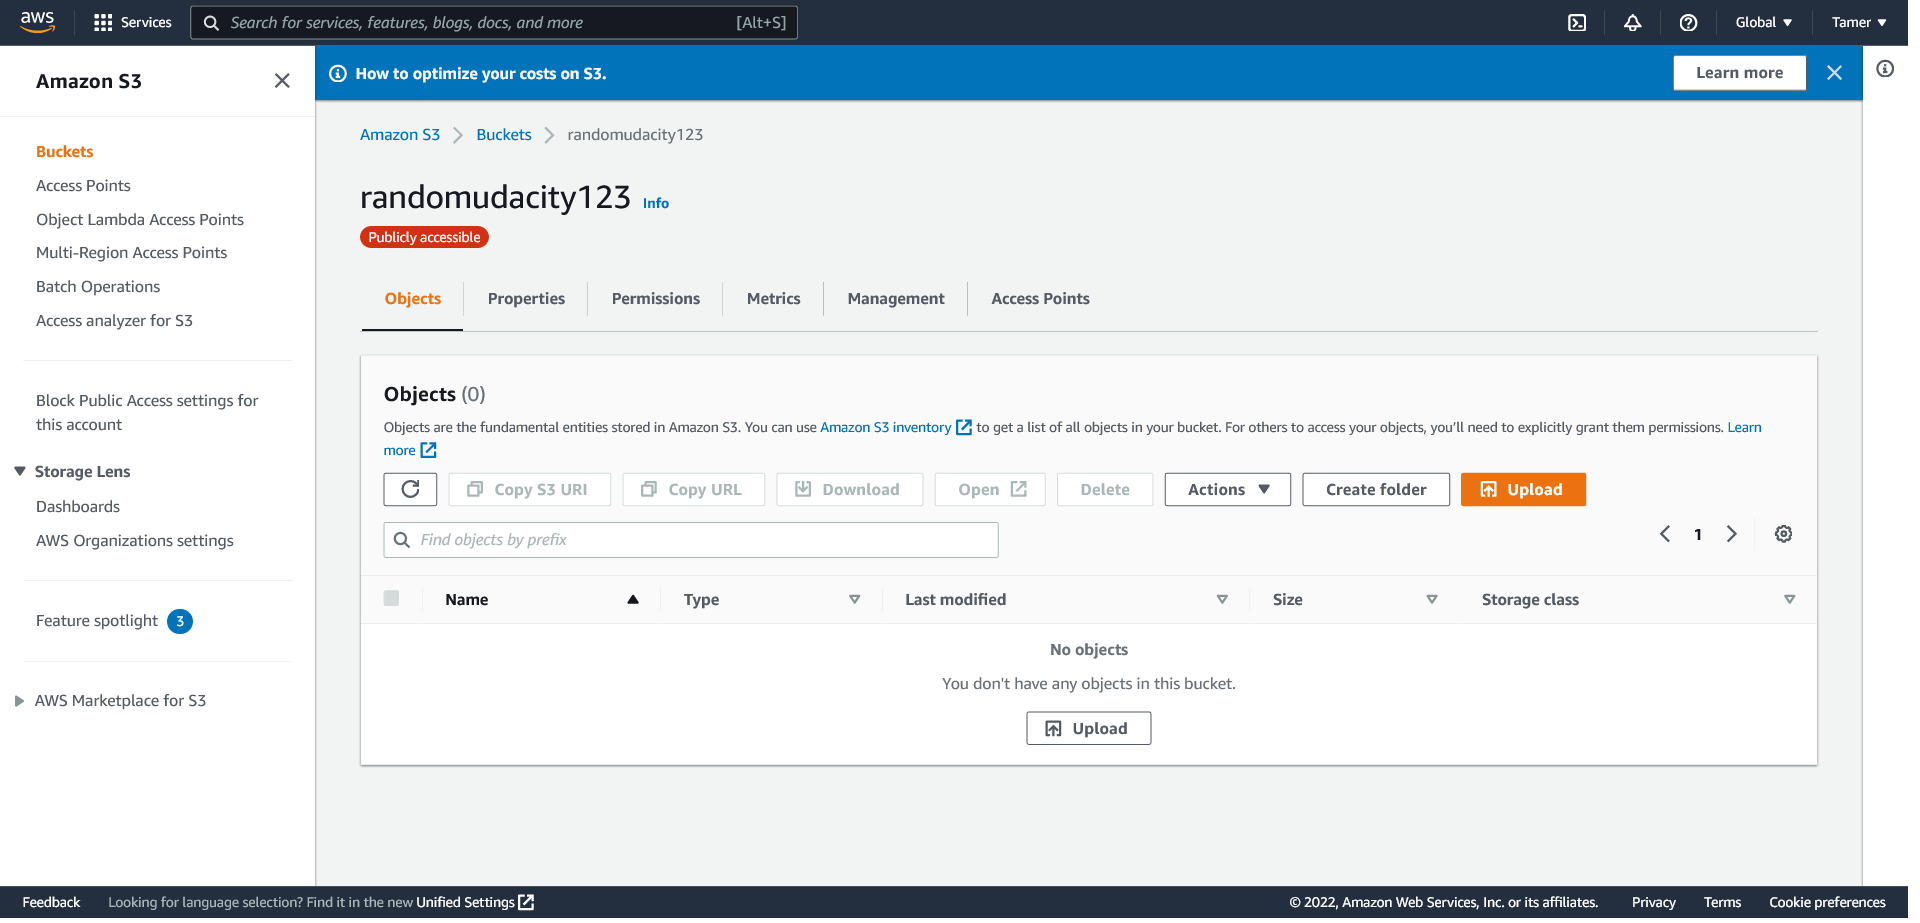 aws
Services
Search for services, features, blogs, docs, and more [Alt+S]
Global
Tamer
Amazon S3
Buckets
Access Points
Object Lambda Access Points
Multi-Region Access Points
Batch Operations
Access analyzer for S3
Block Public Access settings for
this account
Storage Lens
Dashboards
AWS Organizations settings
Feature spotlight 3
AWS Marketplace for S3
How to optimize your costs on S3.
Learn more
Amazon S3 Buckets randomudacity123
randomudacity123 Info
Publicly accessible
Objects Properties Permissions Metrics Management Access Points
Objects (0)
Objects are the fundamental entities stored in Amazon S3. You can use Amazon S3 inventory to get a list of all objects in your bucket. For others to access your objects, you'll need to explicitly grant them permissions. Learn
more
Copy S3 URI Copy URL Download Open Delete Actions Create folder Upload
Find objects by prefix
1
Name Type Last modified Size Storage class
No objects
You don't have any objects in this bucket.
Upload
Feedback Looking for language selection? Find it in the new Unified Settings © 2022, Amazon Web Services, Inc. or its affiliates. Privacy Terms Cookie preferences